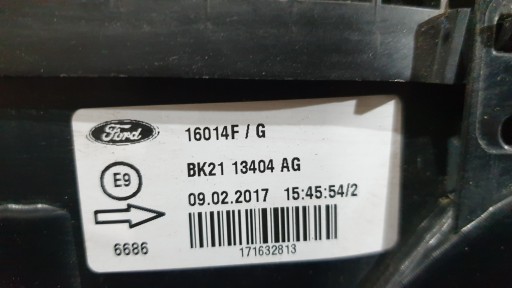 Ford
16014F / G
E9
BK21 13404 AG
09.02.2017 15:45:54/2
6686
171632813